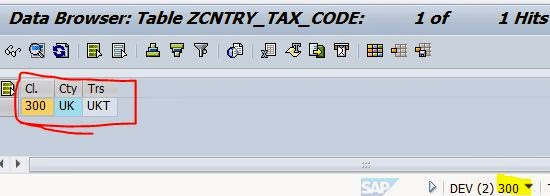 Data Browser: Table ZCNTRY_TAX_CODE: 1 of 1 Hits
Cl. Cty Trs
300 UK UKT
SAP DEV (2) 300